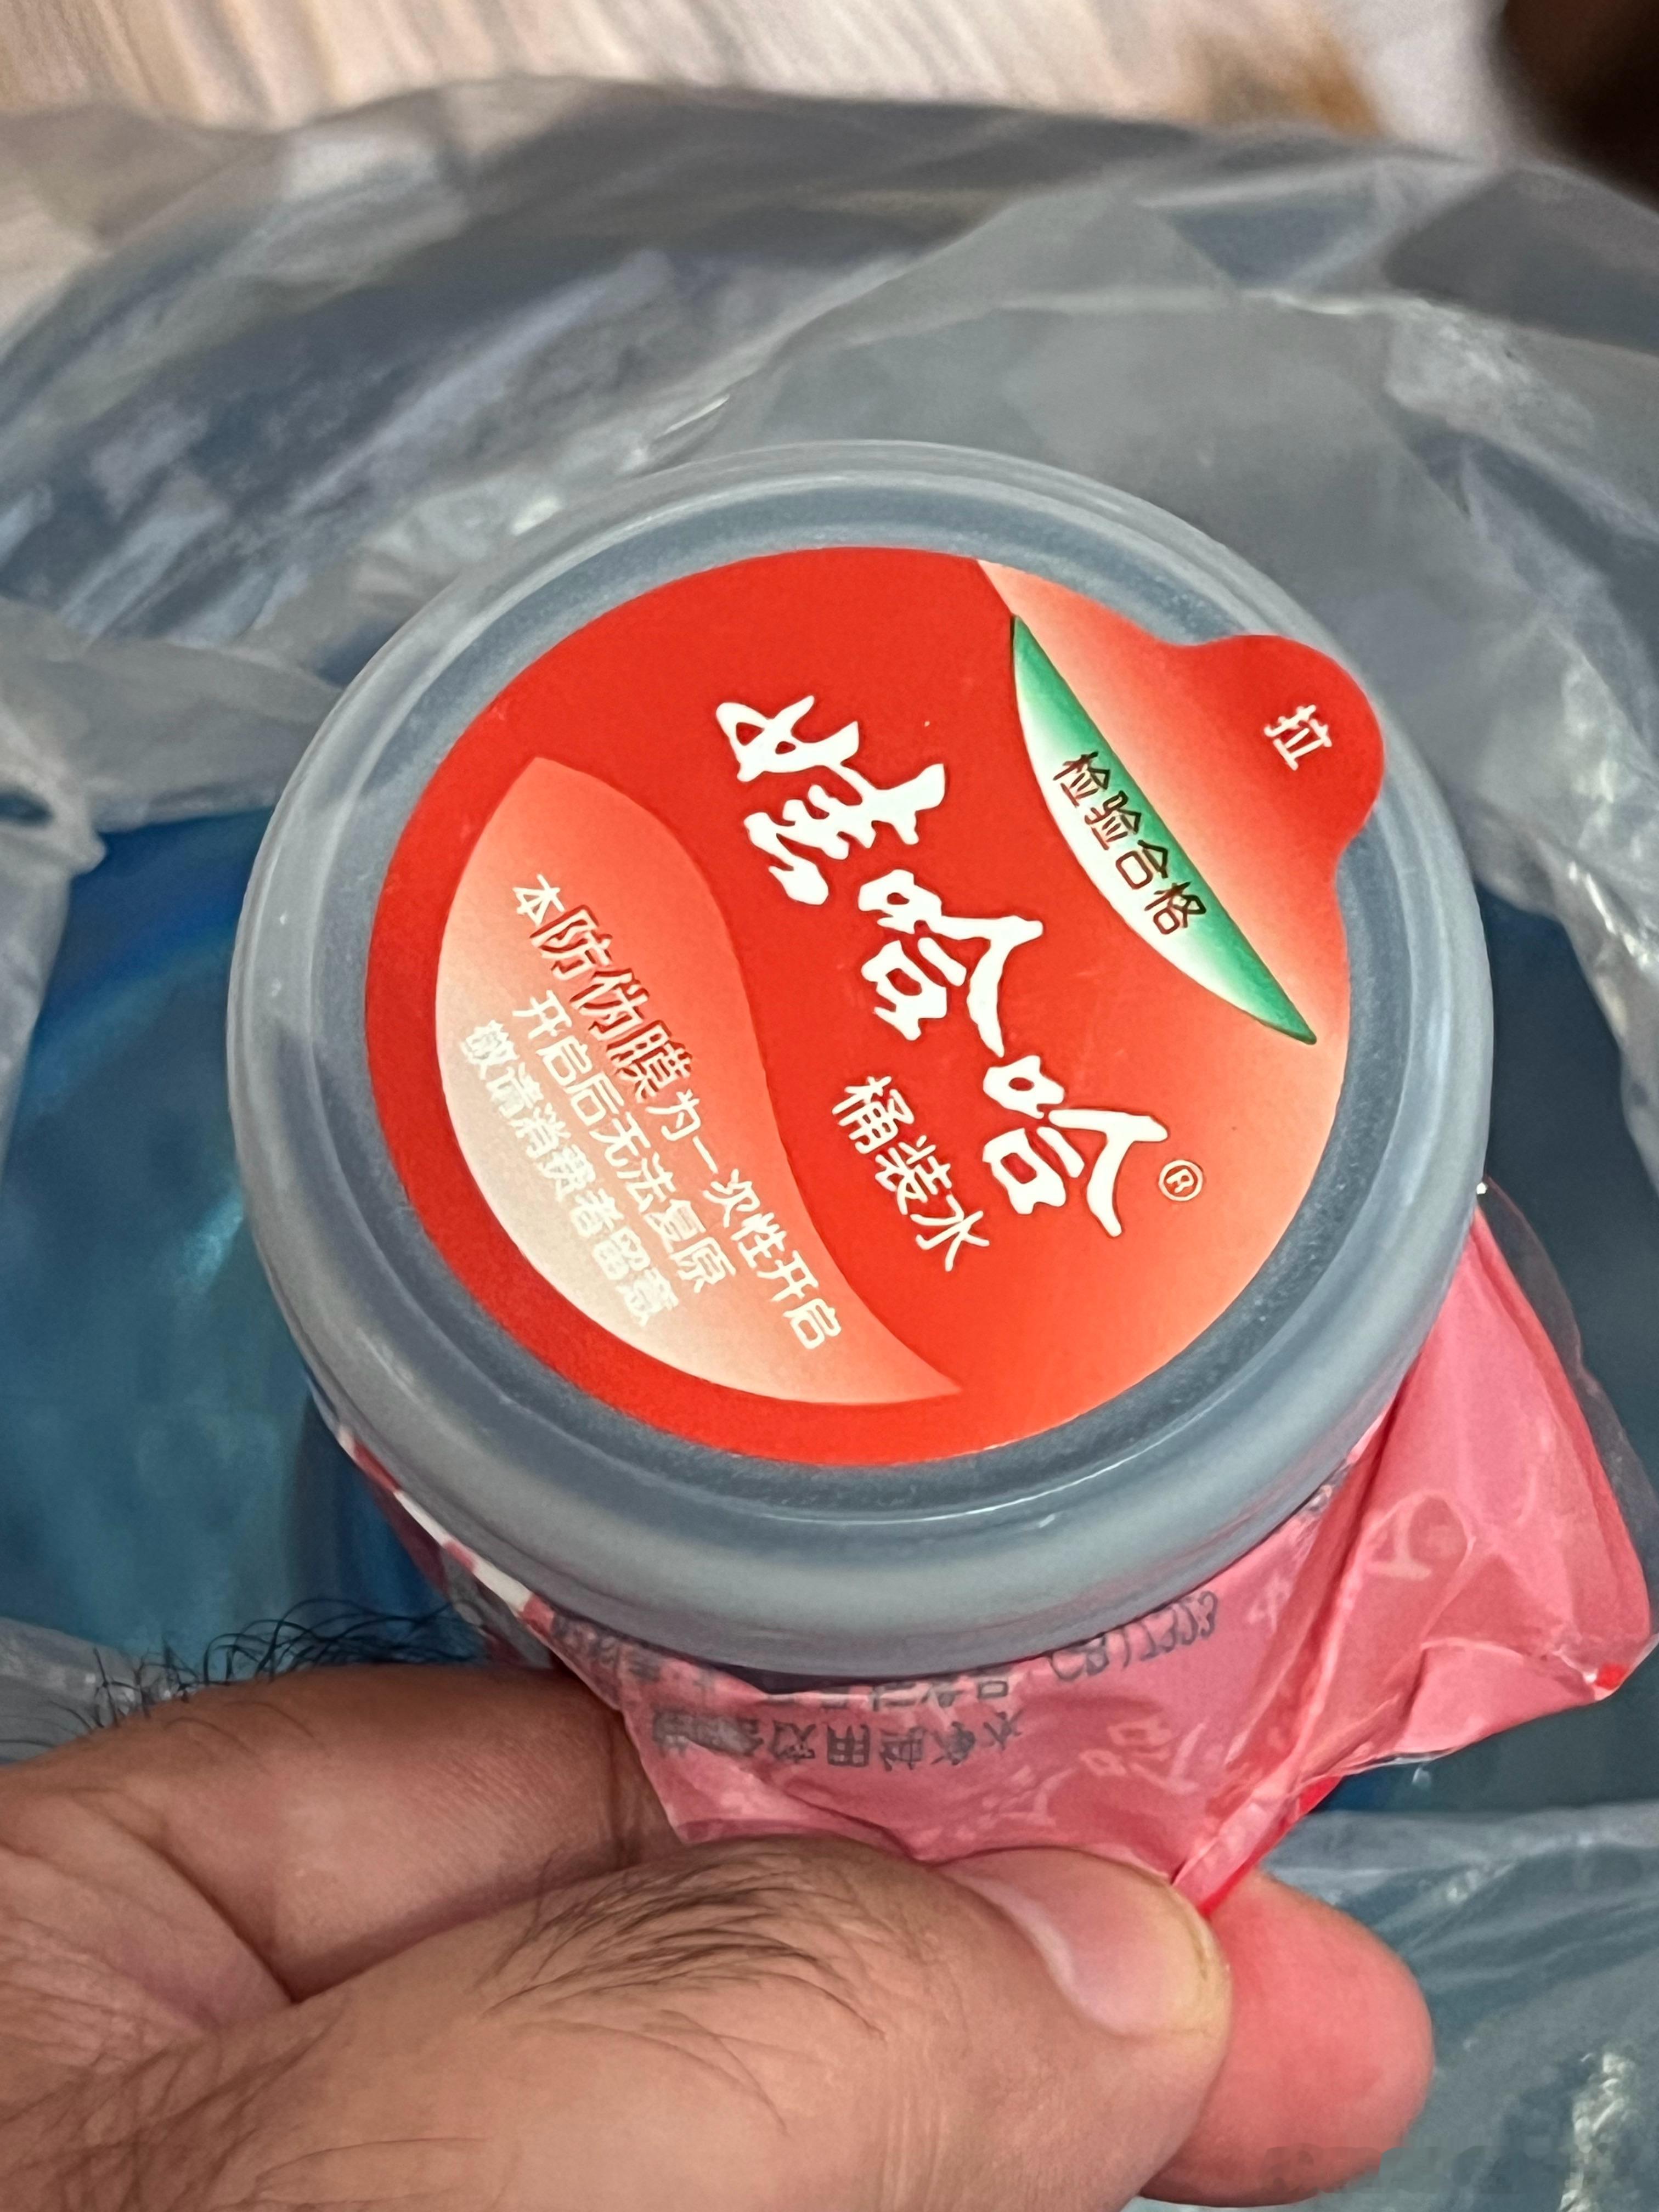 拉
检验合格
娃哈哈®
桶装水
本防伪膜为一次性开启
开启后无法复原
敬请消费者留意